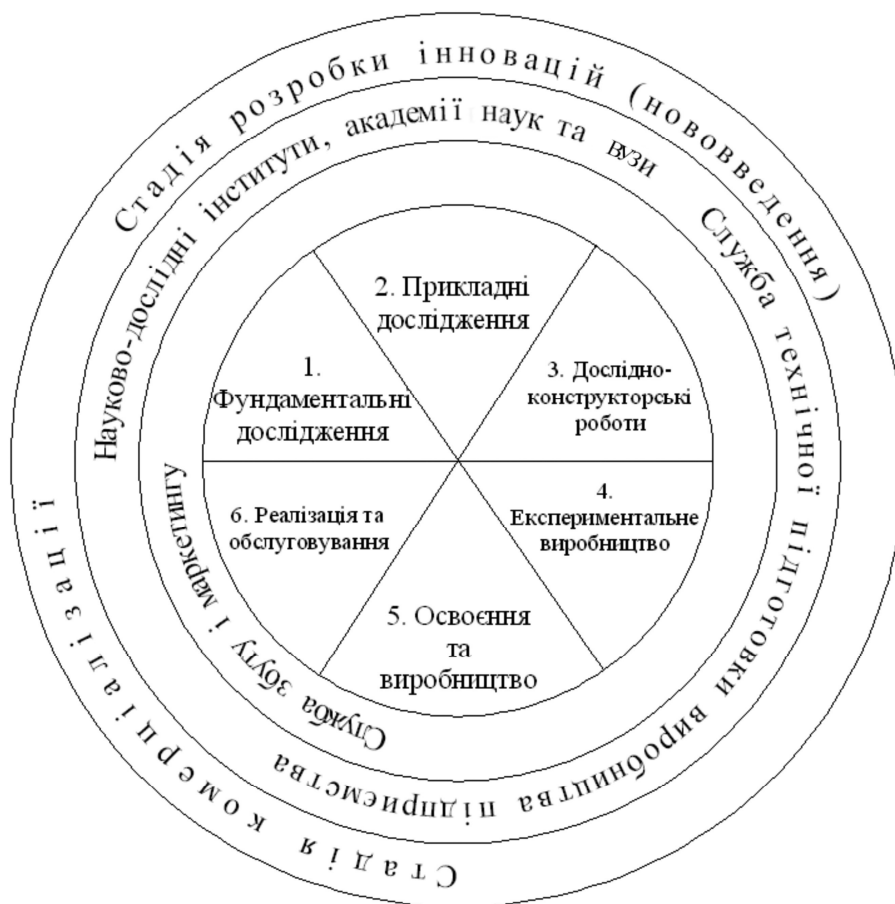 Стадія розробки інновацій (нововведення)
Науково-дослідні інститути, академії наук та вузи
Служба технічної підготовки виробництва підприємства
Служба збуту і маркетингу
Стадія комерціалізації
1.
Фундаментальні
дослідження
2. Прикладні
дослідження
3. Дослідно-
конструкторські
роботи
4.
Експериментальне
виробництво
5. Освоєння
та
виробництво
6. Реалізація та
обслуговування